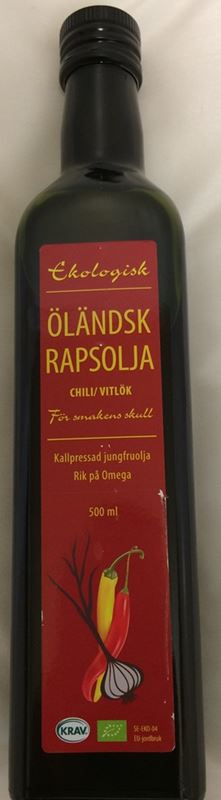 Ekologisk
ÖLÄNDSK
RAPSOLJA
CHILI/ VITLÖK
För smakens skull
Kallpressad jungfruolja
Rik på Omega
500 ml
KRAV
SE-EKO-04
EU-jordbruk